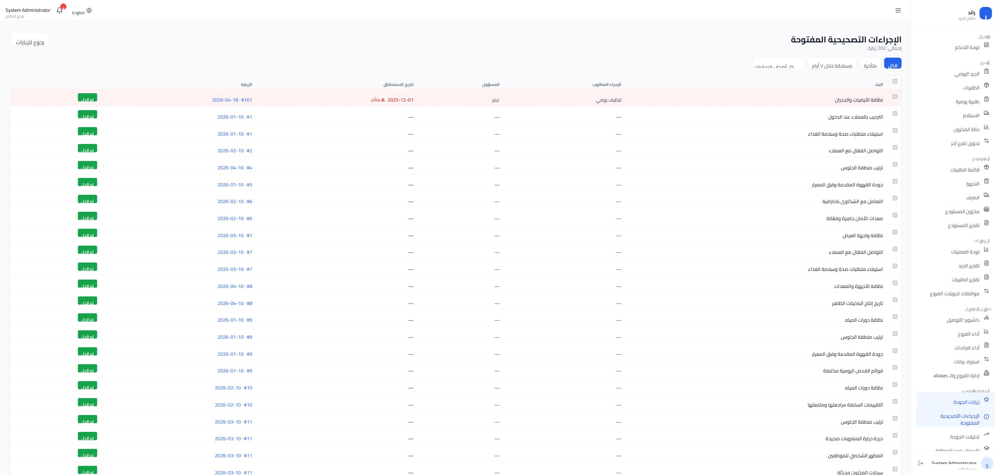 رائد
نظام الجرد
لوحة التحكم
الجرد اليومي
الطلبيات
طلبية يومية
الاستلام
حالة المخزون
تحويل لفرع آخر
قائمة الطلبيات
التجهيز
الصرف
مخزون المستودع
تقارير المستودع
لوحة العمليات
تقارير الجرد
تقارير الطلبيات
موافقات تحويلات الفروع
داشبورد التوصيل
أداء الفروع
أداء البراندات
استيراد بيانات
إدارة الفروع والـ aliases
زيارات الجودة
الإجراءات التصحيحية
المفتوحة
تحليلات الجودة
S System Administrator
English
System Administrator
مدير النظام
الإجراءات التصحيحية المفتوحة
إجمالي: 202 زيارة
رجوع للزيارات
الكل متأخرة مستحقة خلال ٧ أيام كل أصحاب الإجراءات
البند الإجراء المطلوب المسؤول تاريخ الاستحقاق الزيارة
نظافة الأرضيات والجدران تنظيف يومي عمر 2025-12-01 متأخر #101 · 2026-04-18 تم الحل
الترحيب بالعملاء عند الدخول — — — #1 · 2026-01-10 تم الحل
استيفاء متطلبات صحة وسلامة الغذاء — — — #1 · 2026-01-10 تم الحل
التواصل الفعّال مع العملاء — — — #2 · 2026-02-10 تم الحل
ترتيب منطقة الجلوس — — — #4 · 2026-04-10 تم الحل
جودة القهوة المقدمة وفق المعيار — — — #5 · 2026-01-10 تم الحل
التعامل مع الشكاوى باحترافية — — — #6 · 2026-02-10 تم الحل
معدات الأمان جاهزة وفعّالة — — — #6 · 2026-02-10 تم الحل
نظافة واجهة العرض — — — #7 · 2026-03-10 تم الحل
التواصل الفعّال مع العملاء — — — #7 · 2026-03-10 تم الحل
استيفاء متطلبات صحة وسلامة الغذاء — — — #7 · 2026-03-10 تم الحل
نظافة الأجهزة والمعدات — — — #8 · 2026-04-10 تم الحل
تاريخ إنتاج الباكيتات الظاهر — — — #8 · 2026-04-10 تم الحل
نظافة دورات المياه — — — #9 · 2026-01-10 تم الحل
ترتيب منطقة الجلوس — — — #9 · 2026-01-10 تم الحل
جودة القهوة المقدمة وفق المعيار — — — #9 · 2026-01-10 تم الحل
قوائم الفحص اليومية مكتملة — — — #9 · 2026-01-10 تم الحل
نظافة دورات المياه — — — #10 · 2026-02-10 تم الحل
التقييمات السابقة مراجعتها ومتابعتها — — — #10 · 2026-02-10 تم الحل
ترتيب منطقة الجلوس — — — #11 · 2026-03-10 تم الحل
درجة حرارة المشروبات صحيحة — — — #11 · 2026-03-10 تم الحل
المظهر الشخصي للموظفين — — — #11 · 2026-03-10 تم الحل
سجلات المخزون محدّثة — — — #11 · 2026-03-10 تم الحل